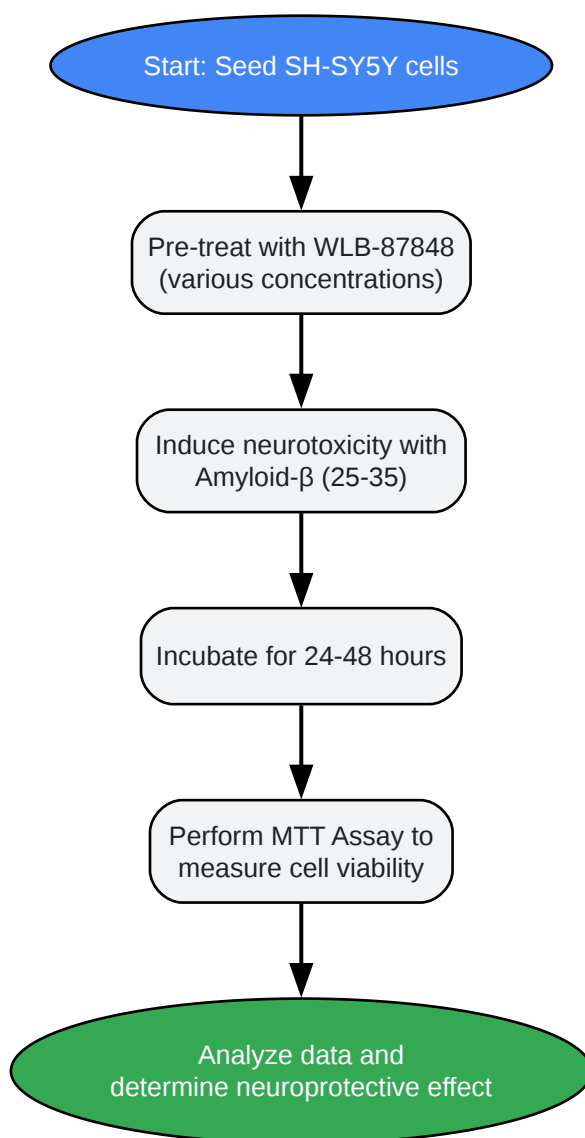 Start: Seed SH-SY5Y cells
Pre-treat with WLB-87848
(various concentrations)
Induce neurotoxicity with
Amyloid-β (25-35)
Incubate for 24-48 hours
Perform MTT Assay to
measure cell viability
Analyze data and
determine neuroprotective effect